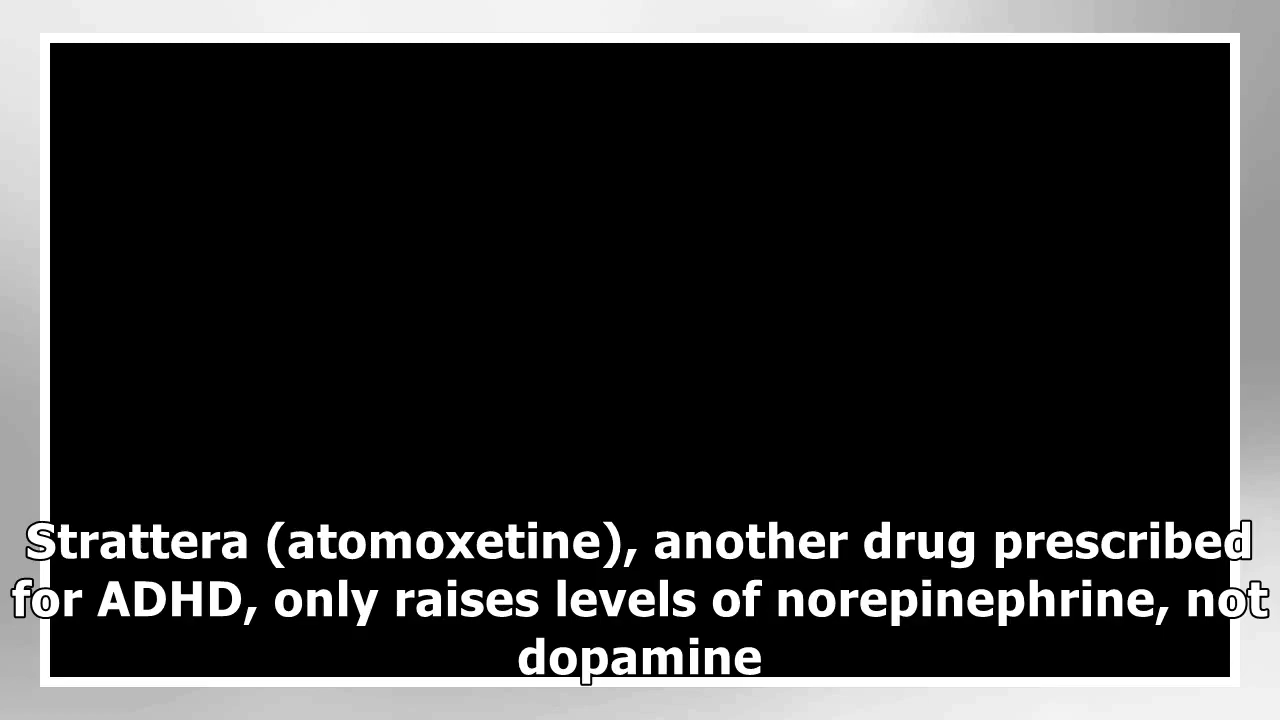 Strattera (atomoxetine), another drug prescribed
for ADHD, only raises levels of norepinephrine, not
dopamine